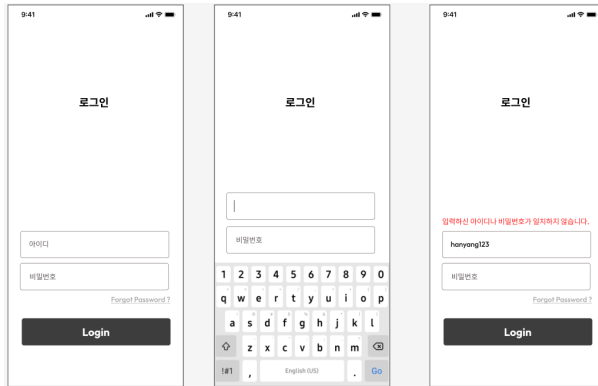 9:41
로그인
아이디
비밀번호
Forgot Password ?
Login
9:41
로그인
비밀번호
1 2 3 4 5 6 7 8 9 0
q w e r t y u i o p
a s d f g h j k l
z x c v b n m
!#1 , English (US) . Go
9:41
로그인
입력하신 아이디나 비밀번호가 일치하지 않습니다.
hanyang123
비밀번호
Forgot Password ?
Login